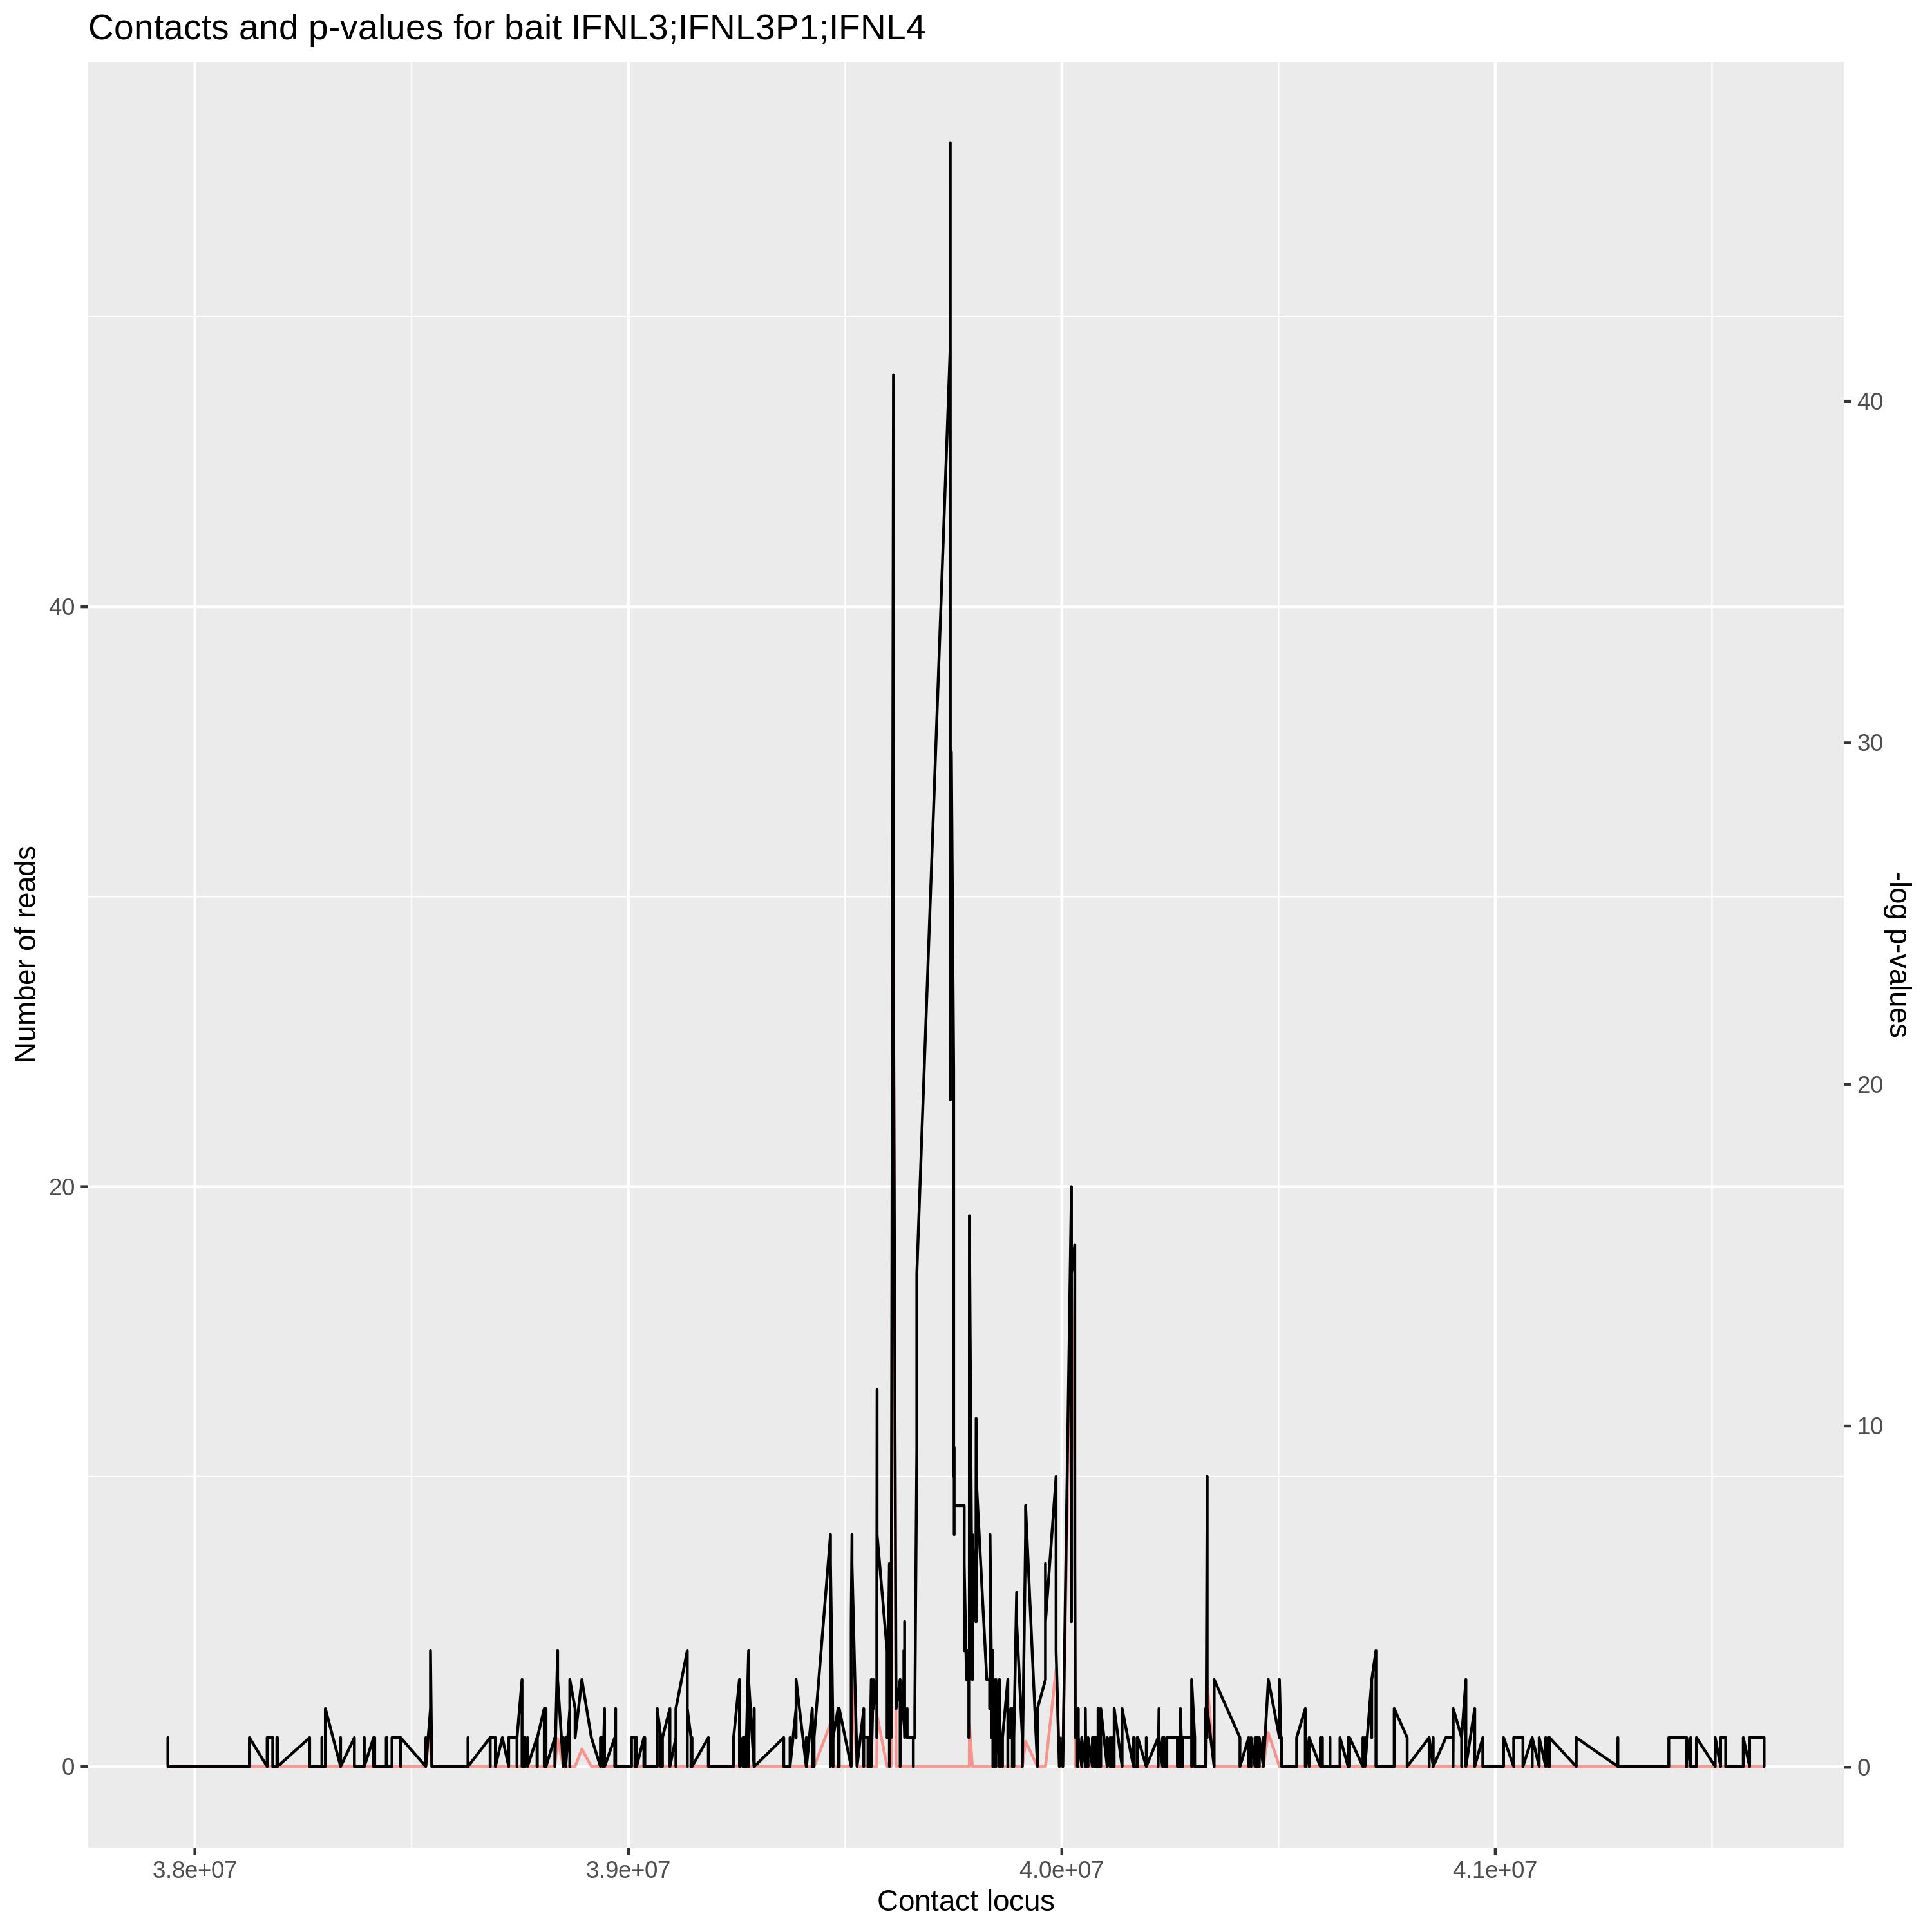 Contacts and p-values for bait IFNL3;IFNL3P1;IFNL4
Number of reads
40
20
0
40
30
20
10
0
-log p-values
3.8e+07 3.9e+07 4.0e+07 4.1e+07
Contact locus